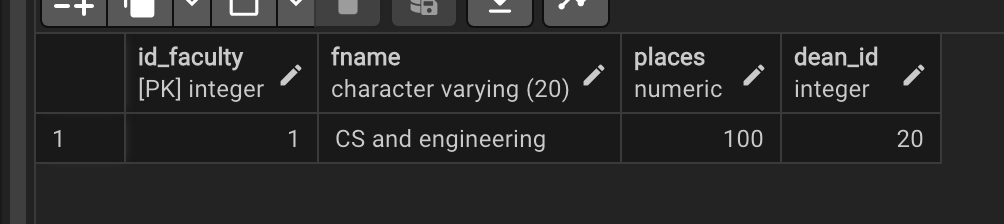 id_faculty
[PK] integer
fname
character varying (20)
places
numeric
dean_id
integer
1 1 CS and engineering 100 20